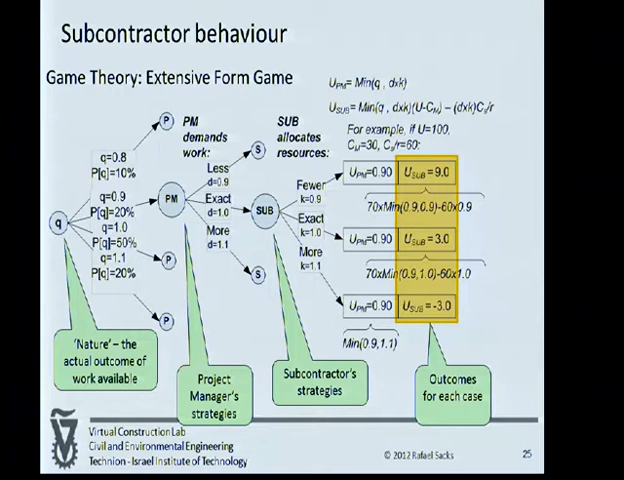 Subcontractor behaviour
Game Theory: Extensive Form Game
U_PM= Min(q , dxk)
U_SUB= Min(q , dxk)(U-C_M) – (dxk)C_S/r
For example, if U=100,
C_M=30, C_S/r=60:
PM
demands
work:
SUB
allocates
resources:
P
q=0.8
P[q]=10%
q=0.9
P[q]=20%
q=1.0
P[q]=50%
q=1.1
P[q]=20%
q
P
P
PM
Less
d=0.9
Exact
d=1.0
More
d=1.1
S
S
SUB
Fewer
k=0.9
Exact
k=1.0
More
k=1.1
U_PM=0.90
U_SUB = 9.0
70xMin(0.9,0.9)-60x0.9
U_PM=0.90
U_SUB = 3.0
70xMin(0.9,1.0)-60x1.0
U_PM=0.90
U_SUB = -3.0
Min(0.9,1.1)
'Nature' – the
actual outcome of
work available
Project
Manager's
strategies
Subcontractor's
strategies
Outcomes
for each case
Virtual Construction Lab
Civil and Environmental Engineering
Technion - Israel Institute of Technology
© 2012 Rafael Sacks
25